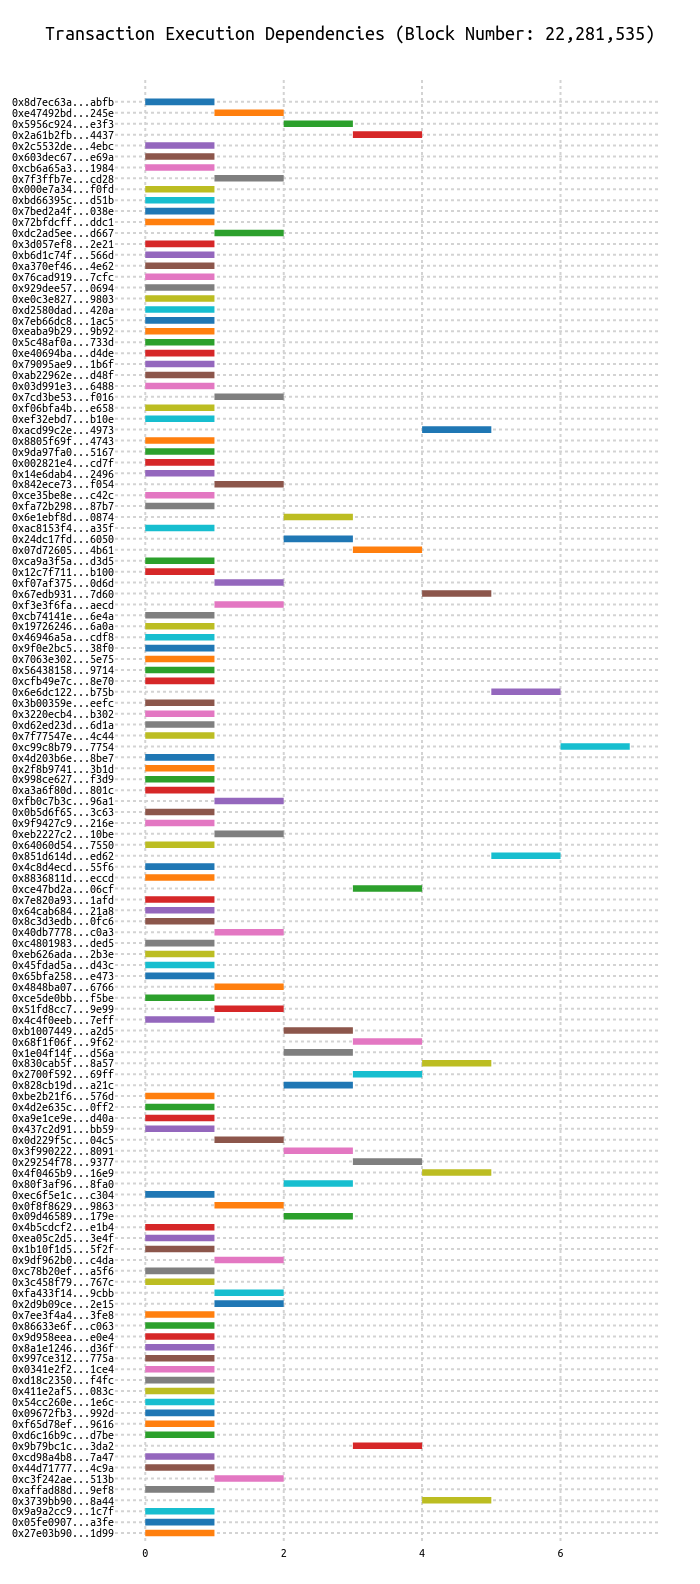 Transaction Execution Dependencies (Block Number: 22,281,535)
0x8d7ec63a...abfb
0xe47492bd...245e
0x5956c924...e3f3
0x2a61b2fb...4437
0x2c5532de...4ebc
0x603dec67...e69a
0xcb6a65a3...1984
0x7f3ffb7e...cd28
0x000e7a34...f0fd
0xbd66395c...d51b
0x7bed2a4f...038e
0x72bfdcff...ddc1
0xdc2ad5ee...d667
0x3d057ef8...2e21
0xb6d1c74f...566d
0xa370ef46...4e62
0x76cad919...7cfc
0x929dee57...0694
0xe0c3e827...9803
0xd2580dad...420a
0x7eb66dc8...1ac5
0xeaba9b29...9b92
0x5c48af0a...733d
0xe40694ba...d4de
0x79095ae9...1b6f
0xab22962e...d48f
0x03d991e3...6488
0x7cd3be53...f016
0xf06bfa4b...e658
0xef32ebd7...b10e
0xacd99c2e...4973
0x8805f69f...4743
0x9da97fa0...5167
0x002821e4...cd7f
0x14e6dab4...2496
0x842ece73...f054
0xce35be8e...c42c
0xfa72b298...87b7
0x6e1ebf8d...0874
0xac8153f4...a35f
0x24dc17fd...6050
0x07d72605...4b61
0xca9a3f5a...d3d5
0x12c7f711...b100
0xf07af375...0d6d
0x67edb931...7d60
0xf3e3f6fa...aecd
0xcb74141e...6e4a
0x19726246...6a0a
0x46946a5a...cdf8
0x9f0e2bc5...38f0
0x7063e302...5e75
0x56438158...9714
0xcfb49e7c...8e70
0x6e6dc122...b75b
0x3b00359e...eefc
0x3220ecb4...b302
0xd62ed23d...6d1a
0x7f77547e...4c44
0xc99c8b79...7754
0x4d203b6e...8be7
0x2f8b9741...3b1d
0x998ce627...f3d9
0xa3a6f80d...801c
0xfb0c7b3c...96a1
0x0b5d6f65...3c63
0x9f9427c9...216e
0xeb2227c2...10be
0x64060d54...7550
0x851d614d...ed62
0x4c8d4ecd...55f6
0x8836811d...eccd
0xce47bd2a...06cf
0x7e820a93...1afd
0x64cab684...21a8
0x8c3d3edb...0fc6
0x40db7778...c0a3
0xc4801983...ded5
0xeb626ada...2b3e
0x45fdad5a...d43c
0x65bfa258...e473
0x4848ba07...6766
0xce5de0bb...f5be
0x51fd8cc7...9e99
0x4c4f0eeb...7eff
0xb1007449...a2d5
0x68f1f06f...9f62
0x1e04f14f...d56a
0x830cab5f...8a57
0x2700f592...69ff
0x828cb19d...a21c
0xbe2b21f6...576d
0x4d2e635c...0ff2
0xa9e1ce9e...d40a
0x437c2d91...bb59
0x0d229f5c...04c5
0x3f990222...8091
0x29254f78...9377
0x4f0465b9...16e9
0x80f3af96...8fa0
0xec6f5e1c...c304
0x0f8f8629...9863
0x09d46589...179e
0x4b5cdcf2...e1b4
0xea05c2d5...3e4f
0x1b10f1d5...5f2f
0x9df962b0...c4da
0xc78b20ef...a5f6
0x3c458f79...767c
0xfa433f14...9cbb
0x2d9b09ce...2e15
0x7ee3f4a4...3fe8
0x86633e6f...c063
0x9d958eea...e0e4
0x8a1e1246...d36f
0x997ce312...775a
0x0341e2f2...1ce4
0xd18c2350...f4fc
0x411e2af5...083c
0x54cc260e...1e6c
0x09672fb3...992d
0xf65d78ef...9616
0xd6c16b9c...d7be
0x9b79bc1c...3da2
0xcd98a4b8...7a47
0x44d71777...4c9a
0xc3f242ae...513b
0xaffad88d...9ef8
0x3739bb90...8a44
0x9a9a2cc9...1c7f
0x05fe0907...a3fe
0x27e03b90...1d99
0 2 4 6